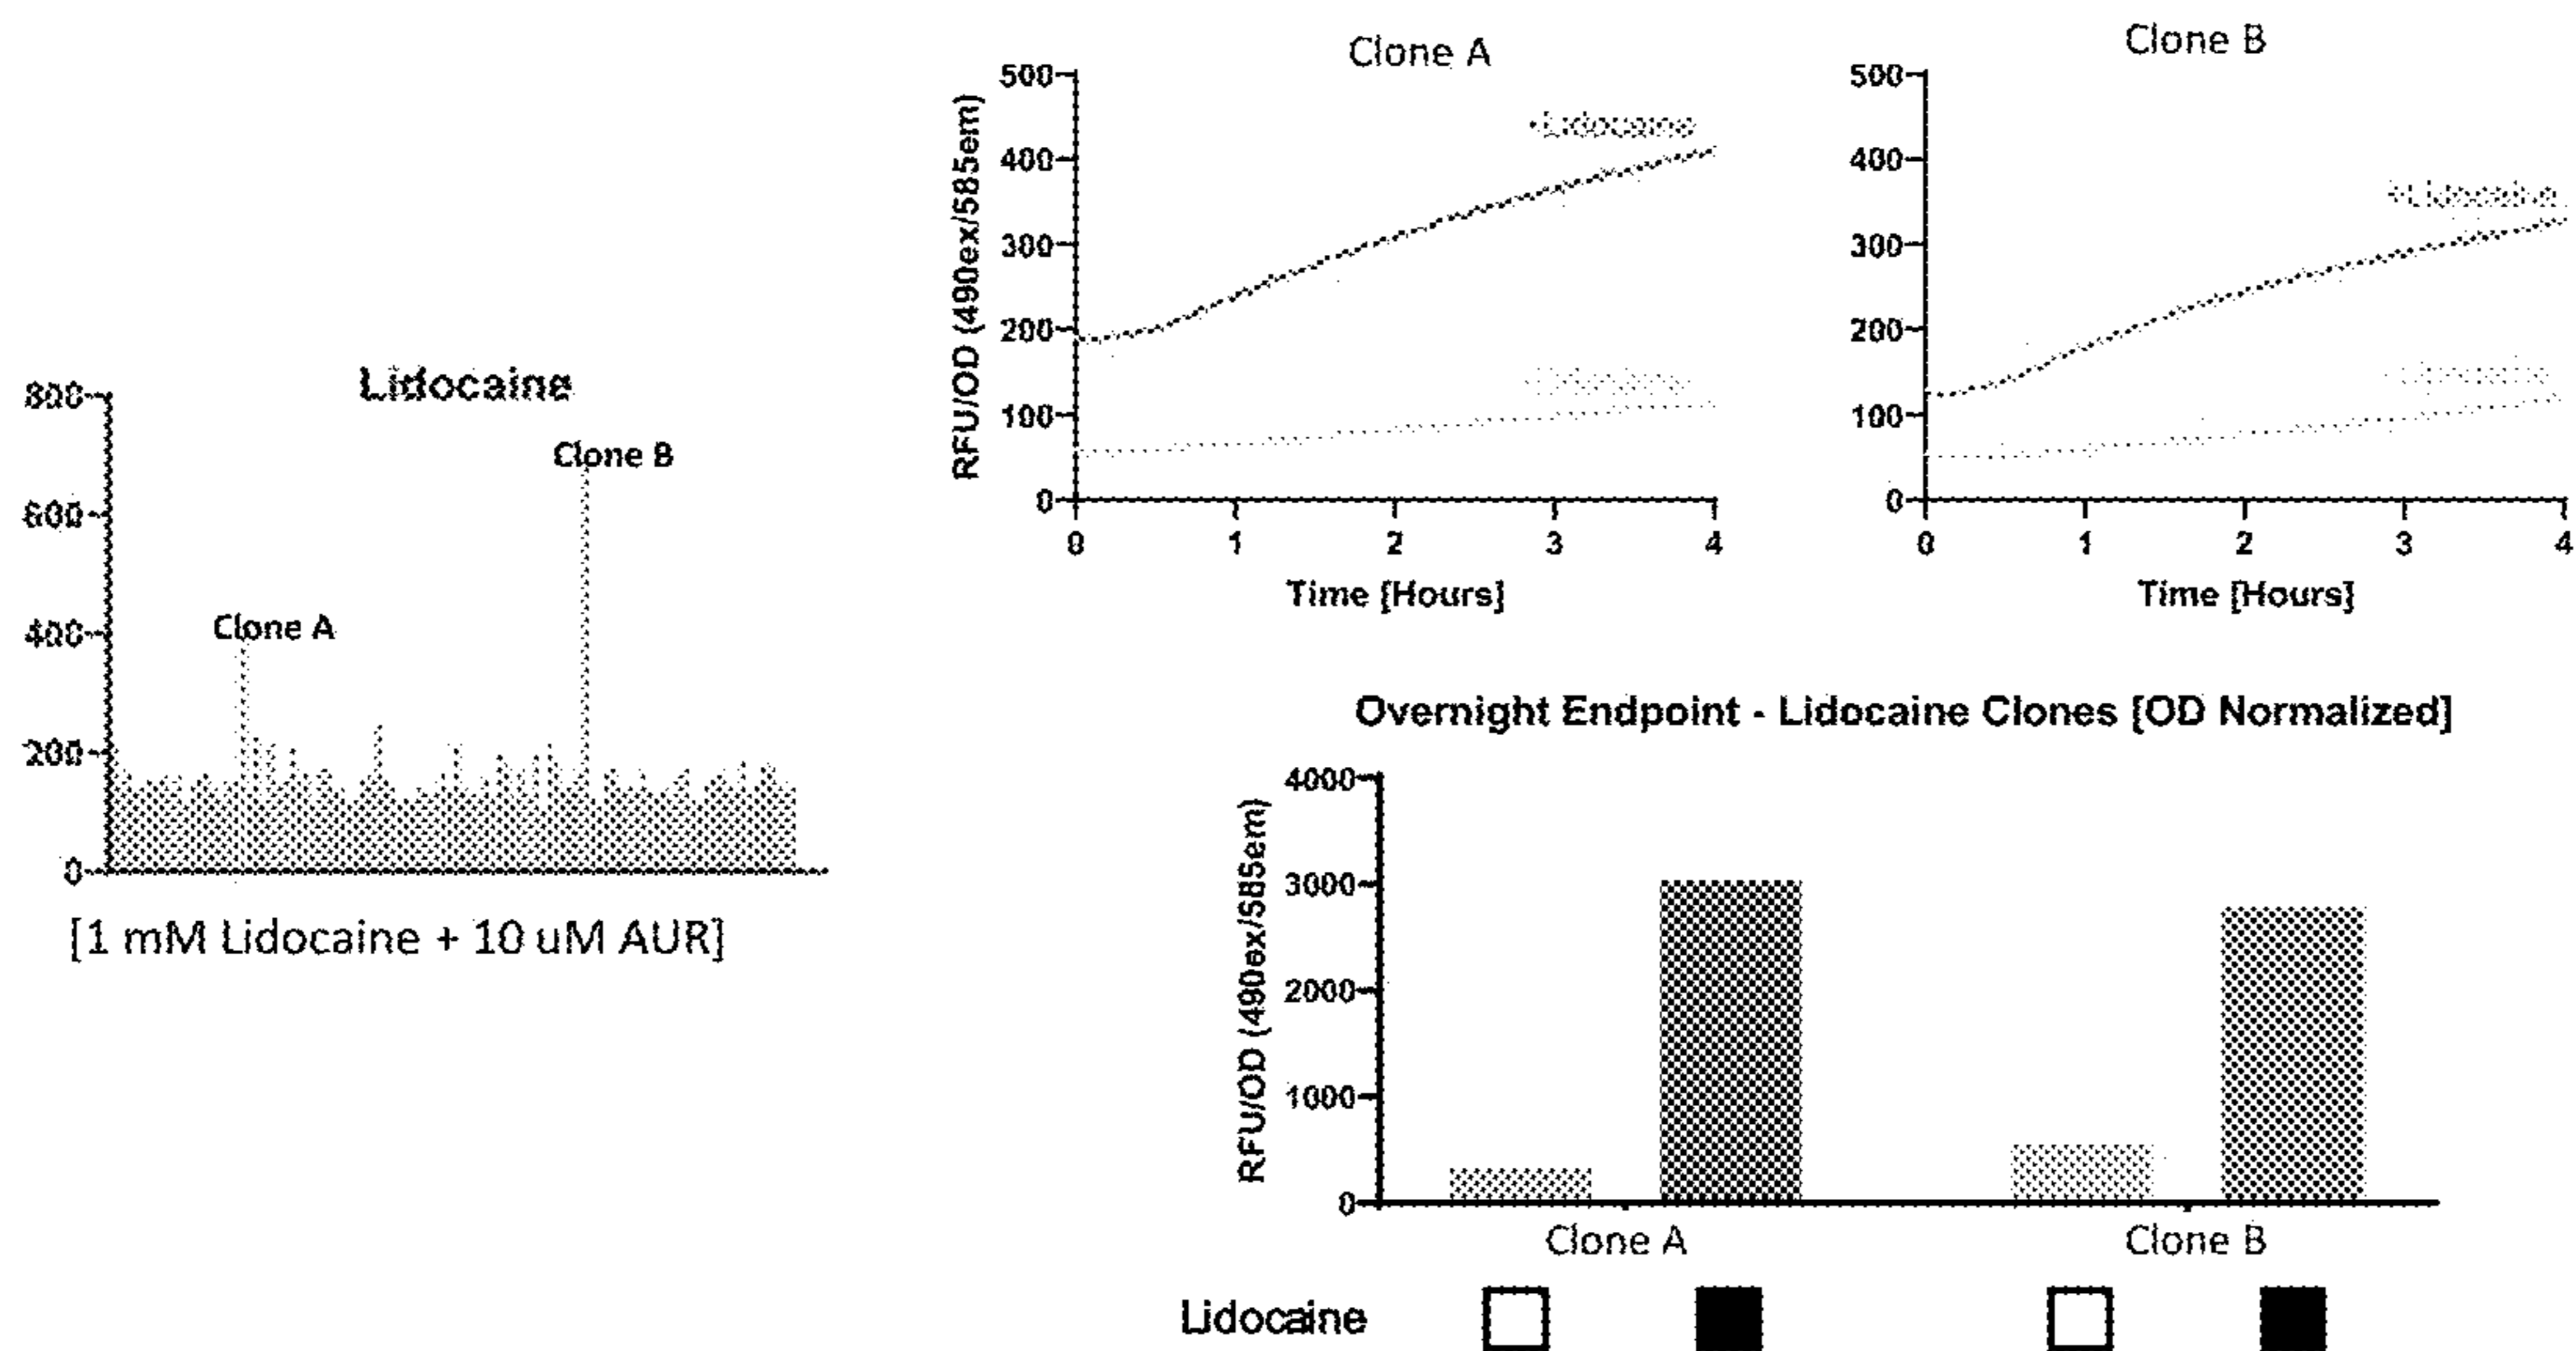 Lidocaine
800
Clone B
600
Clone A
400
200
0
[1 mM Lidocaine + 10 uM AUR]
Clone A
RFU/OD (490ex/585em)
500
400
300
200
100
0
+Lidocaine
0 1 2 3 4
Time [Hours]
Clone B
500
400
300
200
100
0
+Lidocaine
0 1 2 3 4
Time [Hours]
Overnight Endpoint - Lidocaine Clones [OD Normalized]
RFU/OD (490ex/585em)
4000
3000
2000
1000
0
Clone A Clone B
Lidocaine